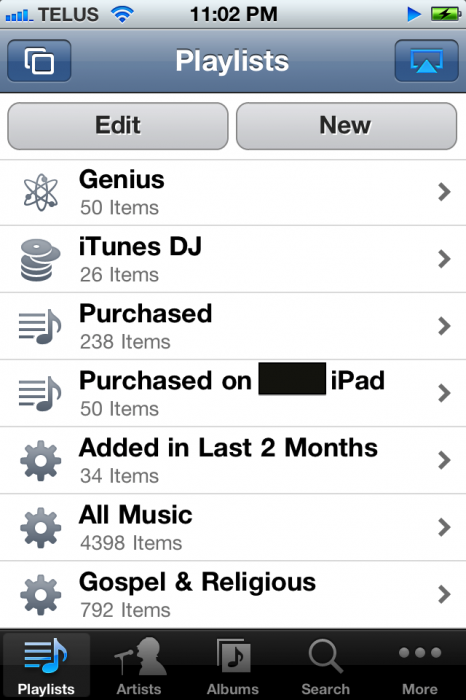 TELUS 11:02 PM
Playlists
Edit New
Genius
50 Items
iTunes DJ
26 Items
Purchased
238 Items
Purchased on iPad
50 Items
Added in Last 2 Months
34 Items
All Music
4398 Items
Gospel & Religious
792 Items
Playlists Artists Albums Search More